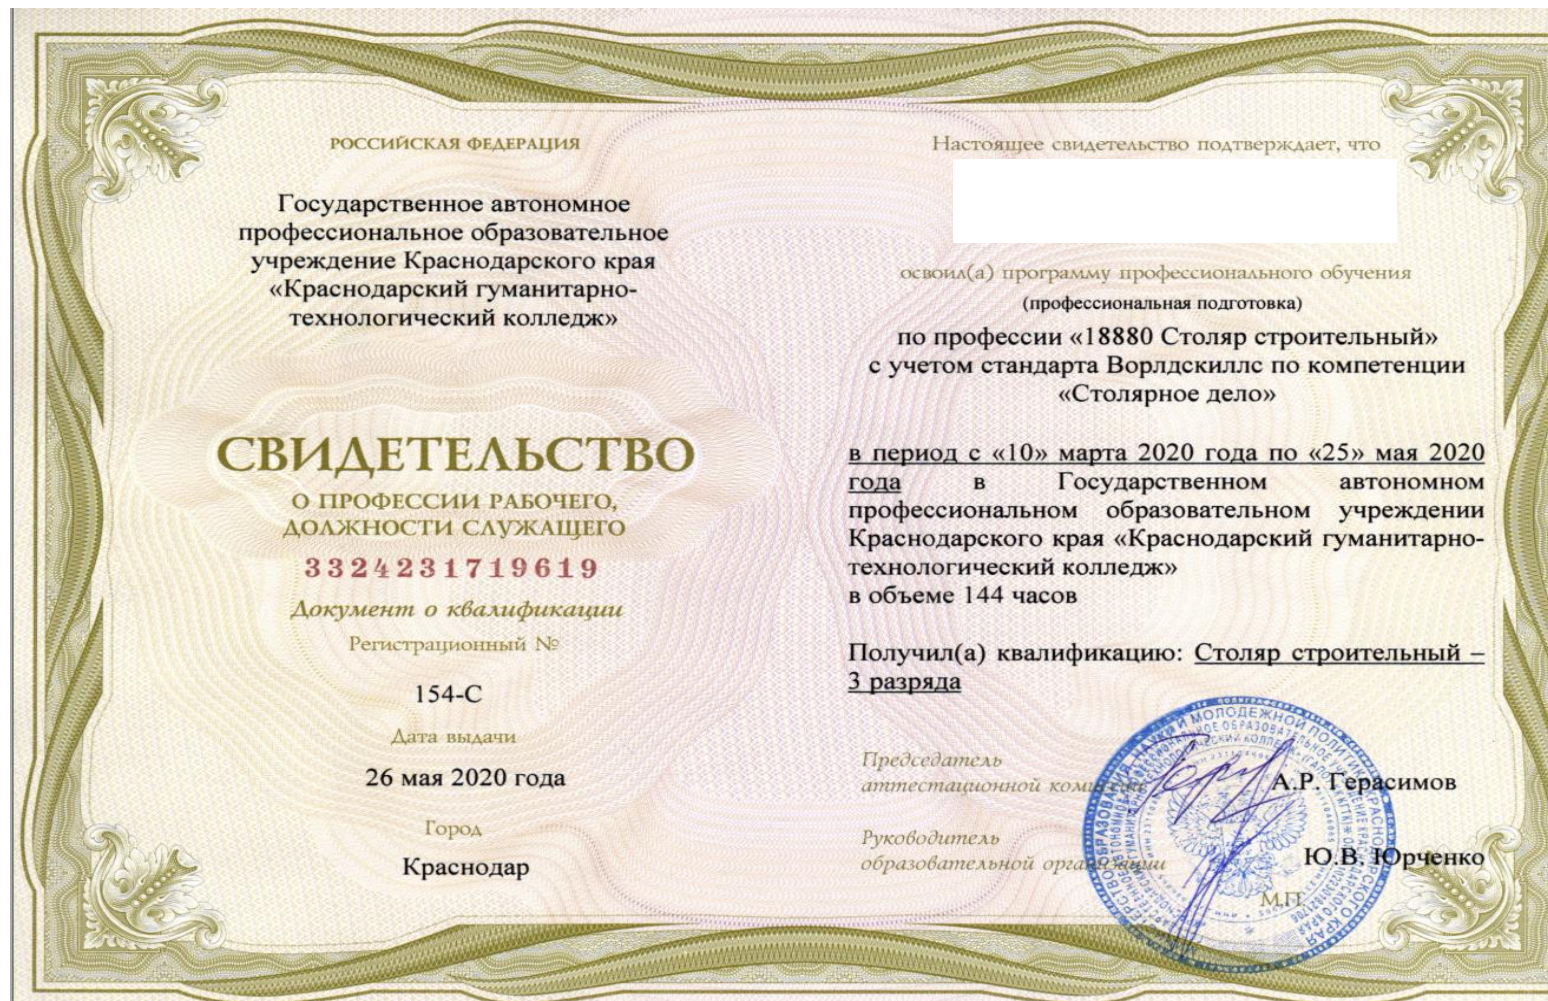 РОССИЙСКАЯ ФЕДЕРАЦИЯ
Государственное автономное
профессиональное образовательное
учреждение Краснодарского края
«Краснодарский гуманитарно-
технологический колледж»
СВИДЕТЕЛЬСТВО
О ПРОФЕССИИ РАБОЧЕГО,
ДОЛЖНОСТИ СЛУЖАЩЕГО
3324231719619
Документ о квалификации
Регистрационный №
154-С
Дата выдачи
26 мая 2020 года
Город
Краснодар
Настоящее свидетельство подтверждает, что
освоил(а) программу профессионального обучения
(профессиональная подготовка)
по профессии «18880 Столяр строительный»
с учетом стандарта Ворлдскиллс по компетенции
«Столярное дело»
в период с «10» марта 2020 года по «25» мая 2020
года в Государственном автономном
профессиональном образовательном учреждении
Краснодарского края «Краснодарский гуманитарно-
технологический колледж»
в объеме 144 часов
Получил(а) квалификацию: Столяр строительный –
3 разряда
Председатель
аттестационной комиссии А.Р. Герасимов
Руководитель
образовательной организации Ю.В. Юрченко
М.П.